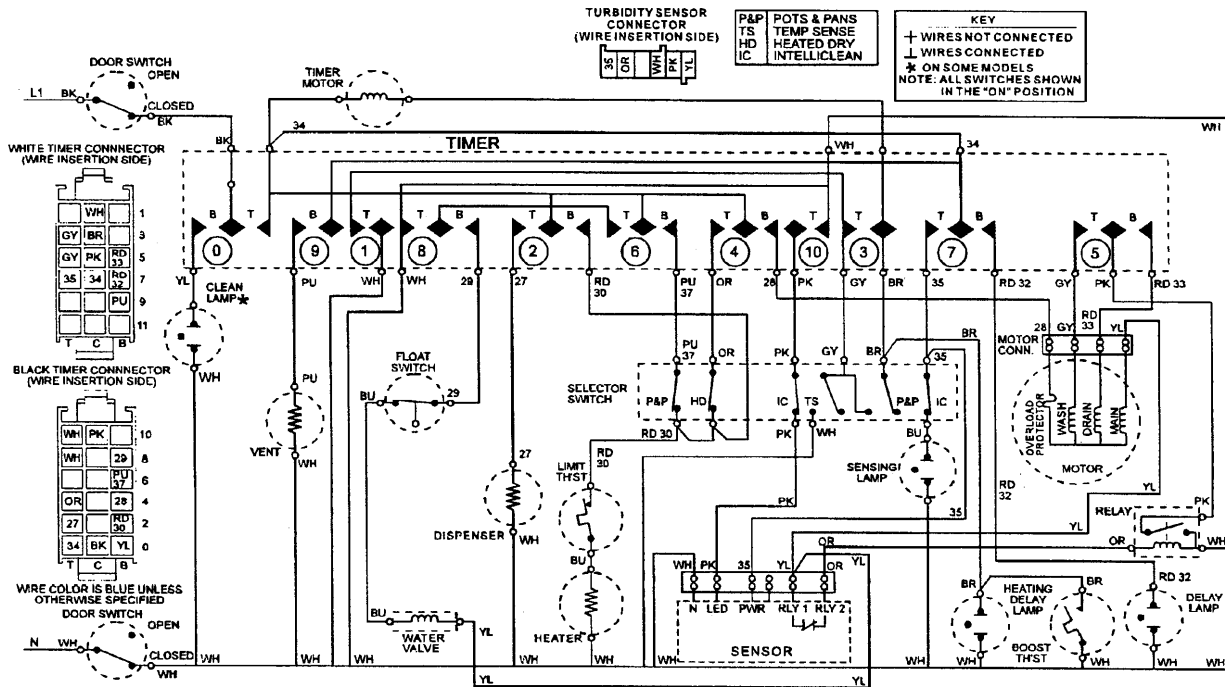 TURBIDITY SENSOR
CONNECTOR
(WIRE INSERTION SIDE)
35 OR WH PK YL
P&P POTS & PANS
TS TEMP SENSE
HD HEATED DRY
IC INTELLICLEAN
KEY
WIRES NOT CONNECTED
WIRES CONNECTED
* ON SOME MODELS
NOTE: ALL SWITCHES SHOWN
IN THE "ON" POSITION
DOOR SWITCH
OPEN
L1 BK
CLOSED
BK
TIMER
MOTOR
BK 34 WH 34 WH
TIMER
WHITE TIMER CONNNECTOR
(WIRE INSERTION SIDE)
WH 1
GY BR 3
GY PK RD 33 5
35 34 RD 32 7
PU 9
11
T C B
B T B T T B T B T B T B T T B T B
0 9 1 8 2 6 4 10 3 7 5
YL PU WH WH 29 27 RD 30 PU 37 OR 28 PK GY BR 35 RD 32 GY PK RD 33
CLEAN
LAMP*
WH
BLACK TIMER CONNNECTOR
(WIRE INSERTION SIDE)
WH PK 10
WH 29 8
PU 37 6
OR 28 4
27 RD 30 2
34 BK YL 0
T C B
WIRE COLOR IS BLUE UNLESS
OTHERWISE SPECIFIED
PU
VENT
WH
FLOAT
SWITCH
BU 29
SELECTOR
SWITCH
PU 37 OR PK GY BR BR 35
P&P HD IC TS P&P IC
RD 30 PK WH BU
MOTOR
CONN.
28 GY RD 33 YL
OVERLOAD
PROTECTOR
WASH
DRAIN
MAIN
MOTOR
27
DISPENSER
WH
RD 30
LIMIT
TH'ST
BU
HEATER
WH
SENSING
LAMP
PK 35 RD 32 YL YL
RELAY
PK
OR WH
WH PK 35 YL OR OR YL
N LED PWR RLY 1 RLY 2
SENSOR
BU
WATER
VALVE
YL
BR
HEATING
DELAY
LAMP
BR
BOOST
TH'ST
RD 32
DELAY
LAMP
DOOR SWITCH
OPEN
N WH
CLOSED
WH
WH WH WH WH WH WH WH WH WH WH WH
YL YL